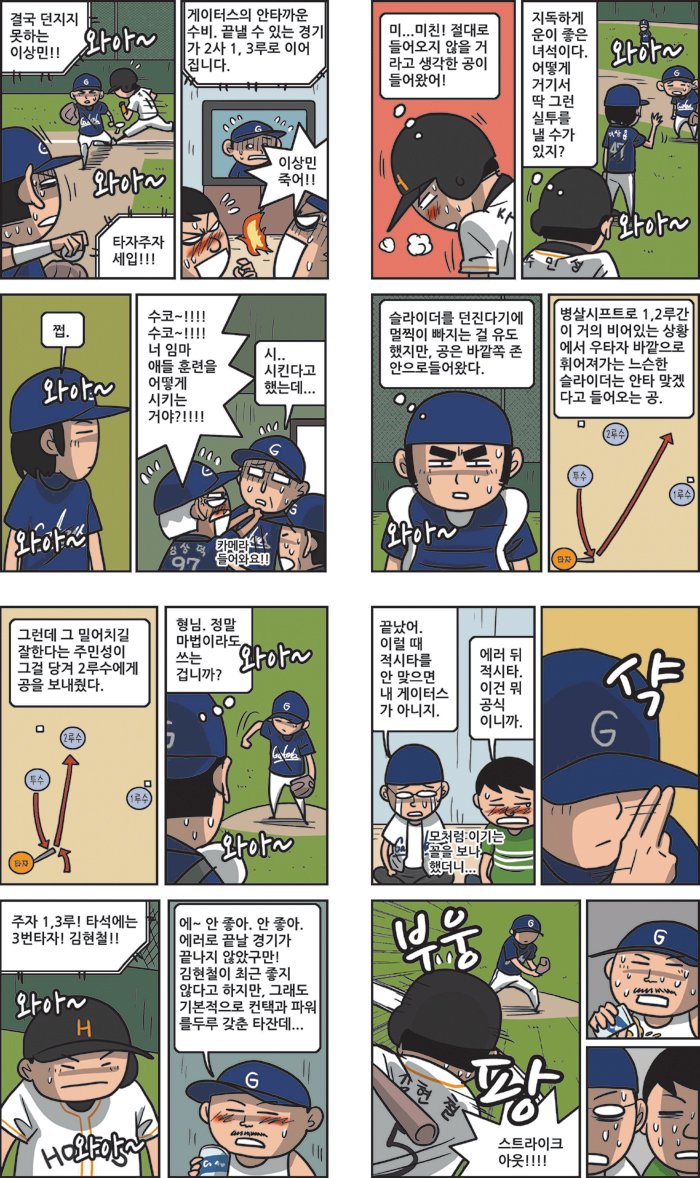 결국 던지지
못하는
이상민!!
와아~
G
와아~
타자주자
세입!!!
게이터스의 안타까운
수비. 끝낼 수 있는 경기
가 2사 1, 3루로 이어
집니다.
G
이상민
죽어!!
쩝.
와아~
와아~
수코~!!!!
수코~!!!!
너 임마
애들 훈련을
어떻게
시키는
거야?!!!!
시..
시킨다고
했는데...
G
97
카메라
들어와요!!
미...미친! 절대로
들어오지 않을 거
라고 생각한 공이
들어왔어!
H
지독하게
운이 좋은
녀석이다.
어떻게
거기서
딱 그런
실투를
낼 수가
있지?
이상민
47
와아~
주민성
슬라이더를 던진다기에
멀찍이 빠지는 걸 유도
했지만, 공은 바깥쪽 존
안으로들어왔다.
와아~
병살시프트로 1,2루간
이 거의 비어있는 상황
에서 우타자 바깥으로
휘어져가는 느슨한
슬라이더는 안타 맞겠
다고 들어오는 공.
2루수
투수
1루수
타자
그런데 그 밀어치길
잘한다는 주민성이
그걸 당겨 2루수에게
공을 보내줬다.
2루수
투수
1루수
타자
형님. 정말
마법이라도
쓰는
겁니까?
와아~
G
와아~
주자 1,3루! 타석에는
3번타자! 김현철!!
와아~
H
와아~
에~ 안 좋아. 안 좋아.
에러로 끝날 경기가
끝나지 않았구만!
김현철이 최근 좋지
않다고 하지만, 그래도
기본적으로 컨택과 파워
를두루 갖춘 타잔데...
G
끝났어.
이럴 때
적시타를
안 맞으면
내 게이터스
가 아니지.
에러 뒤
적시타.
이건 뭐
공식
이니까.
모처럼 이기는
꼴을 보나
했더니...
샥
G
부웅
팡
김현철
5
스트라이크
아웃!!!!
G